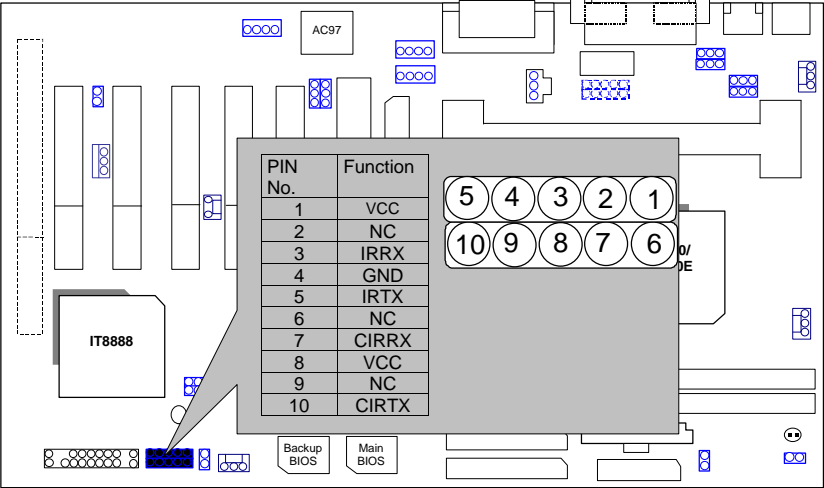 AC97
PIN No. Function
1 VCC
2 NC
3 IRRX
4 GND
5 IRTX
6 NC
7 CIRRX
8 VCC
9 NC
10 CIRTX
5 4 3 2 1
10 9 8 7 6
0/
0E
IT8888
Backup
BIOS
Main
BIOS